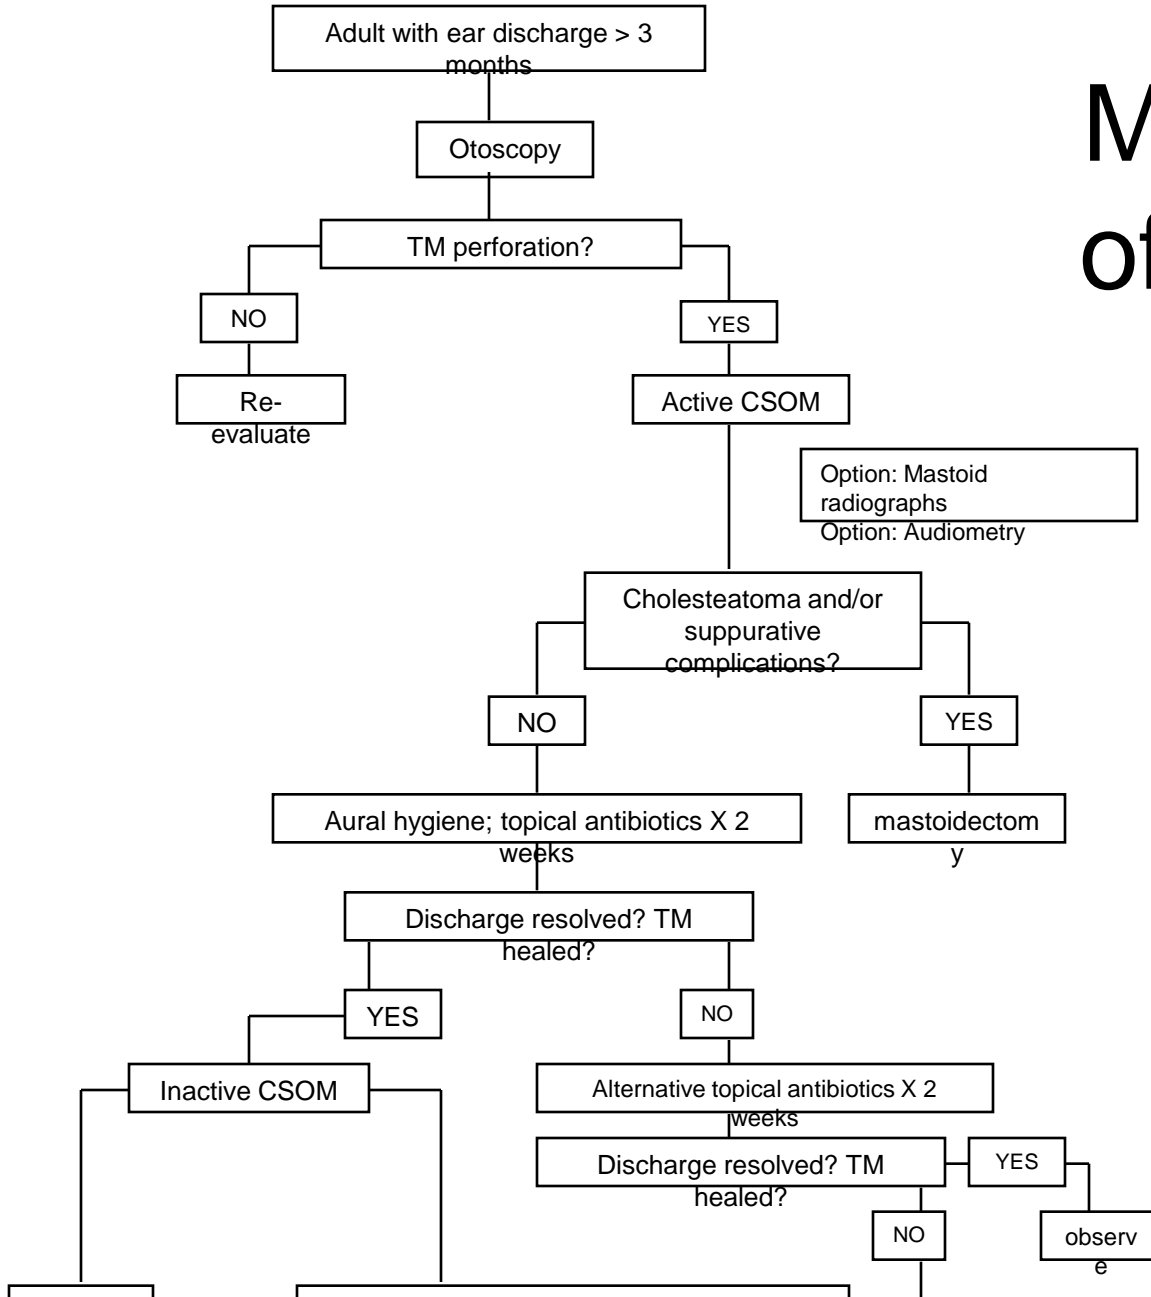 Adult with ear discharge > 3
months
M
of
Otoscopy
TM perforation?
NO
YES
Re-
evaluate
Active CSOM
Option: Mastoid
radiographs
Option: Audiometry
Cholesteatoma and/or
suppurative
complications?
NO
YES
Aural hygiene; topical antibiotics X 2
weeks
mastoidectom
y
Discharge resolved? TM
healed?
YES
NO
Inactive CSOM
Alternative topical antibiotics X 2
weeks
Discharge resolved? TM
healed?
YES
NO
observ
e